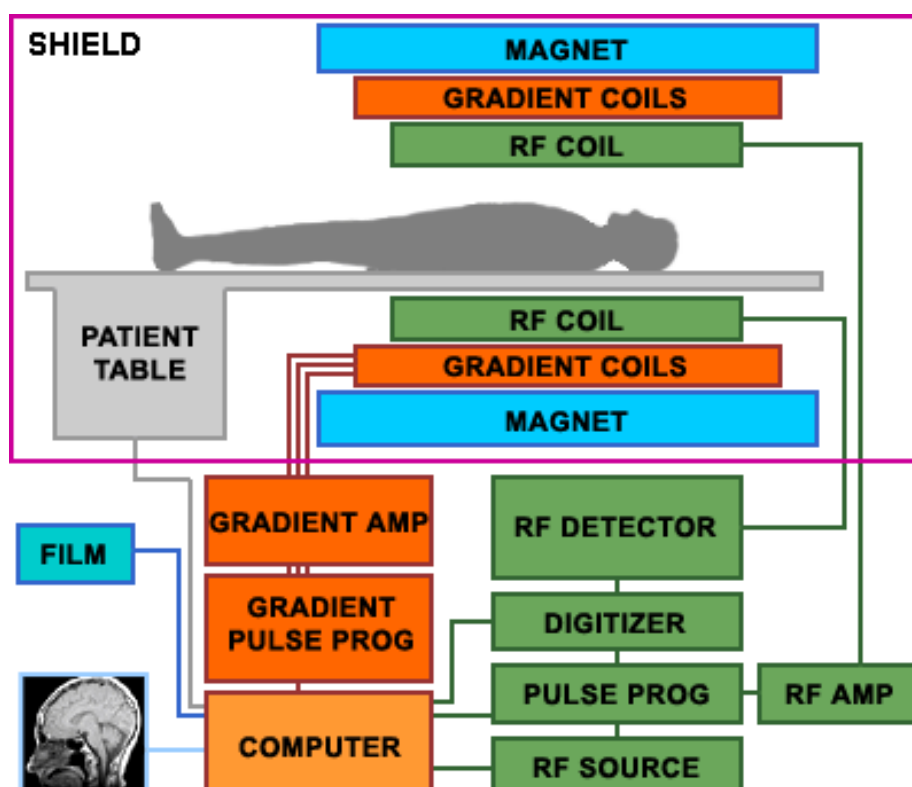 SHIELD
MAGNET
GRADIENT COILS
RF COIL
RF COIL
PATIENT
TABLE
GRADIENT COILS
MAGNET
GRADIENT AMP
RF DETECTOR
FILM
GRADIENT
PULSE PROG
DIGITIZER
PULSE PROG
RF AMP
COMPUTER
RF SOURCE